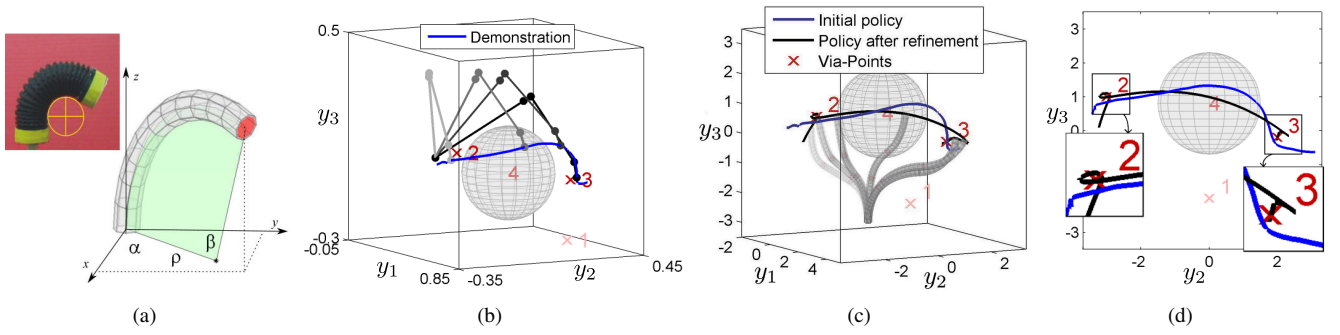 z
y
x
α
ρ
β
(a)
0.5
y3
-0.3
-0.05
y1
0.85
-0.35
y2
0.45
Demonstration
2
4
3
1
(b)
Initial policy
Policy after refinement
Via-Points
3
2
1
y3
0
-1
-2
-3
-2
0
y1
2
4
-2
0
y2
2
4
2
4
3
1
(c)
3
2
1
y3
0
-3
-2
0
y2
2
2
4
3
1
2
3
(d)